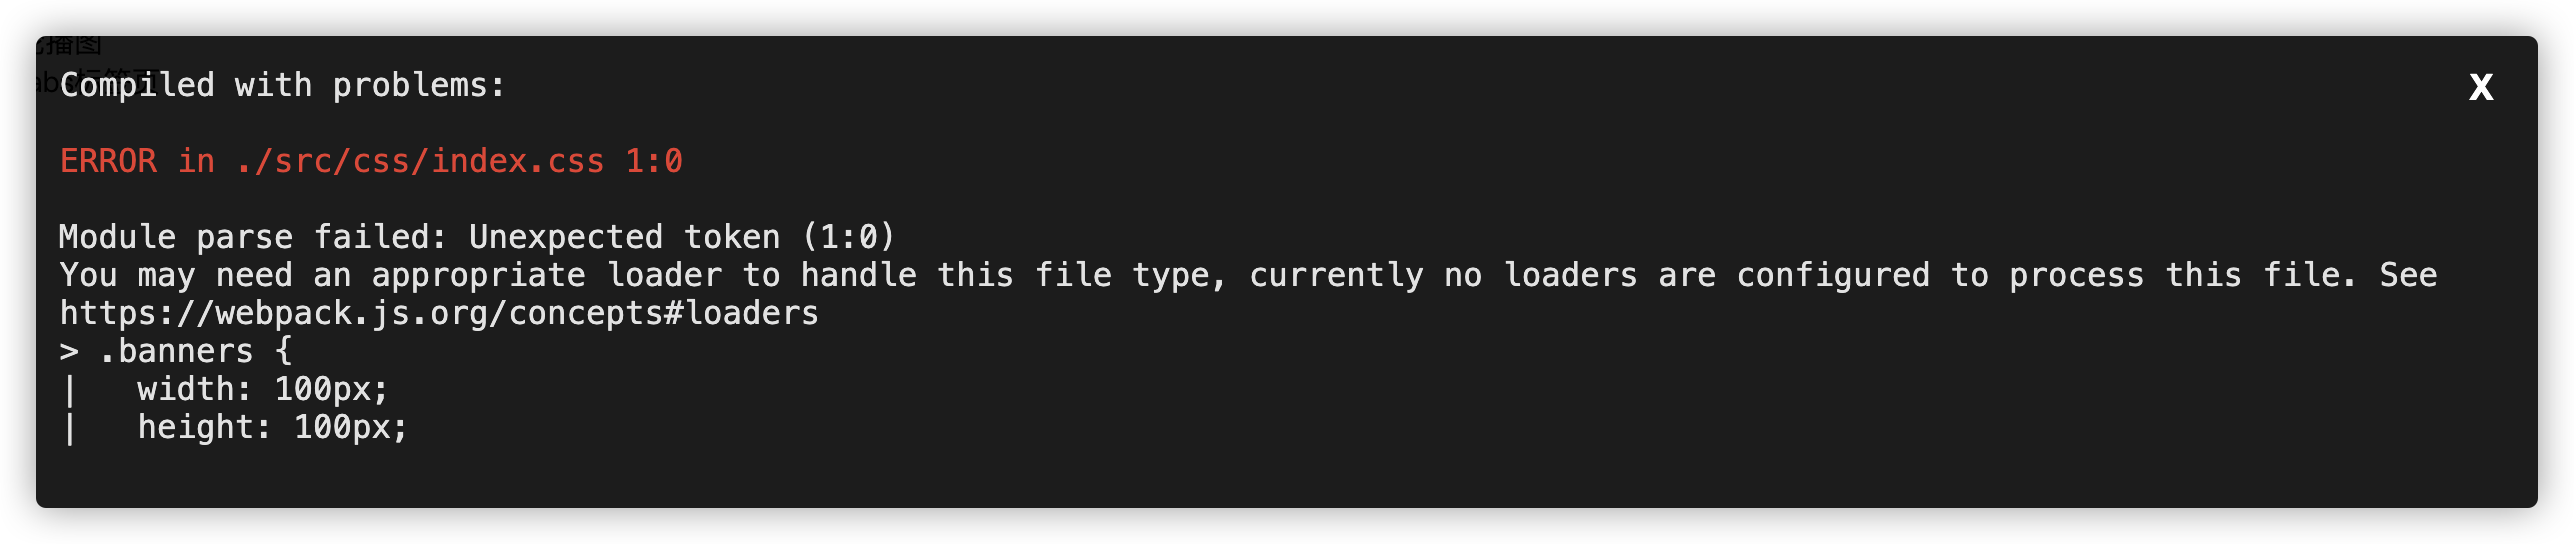 播图
Compiled with problems:
X
ERROR in ./src/css/index.css 1:0
Module parse failed: Unexpected token (1:0)
You may need an appropriate loader to handle this file type, currently no loaders are configured to process this file. See
https://webpack.js.org/concepts#loaders
> .banners {
|   width: 100px;
|   height: 100px;